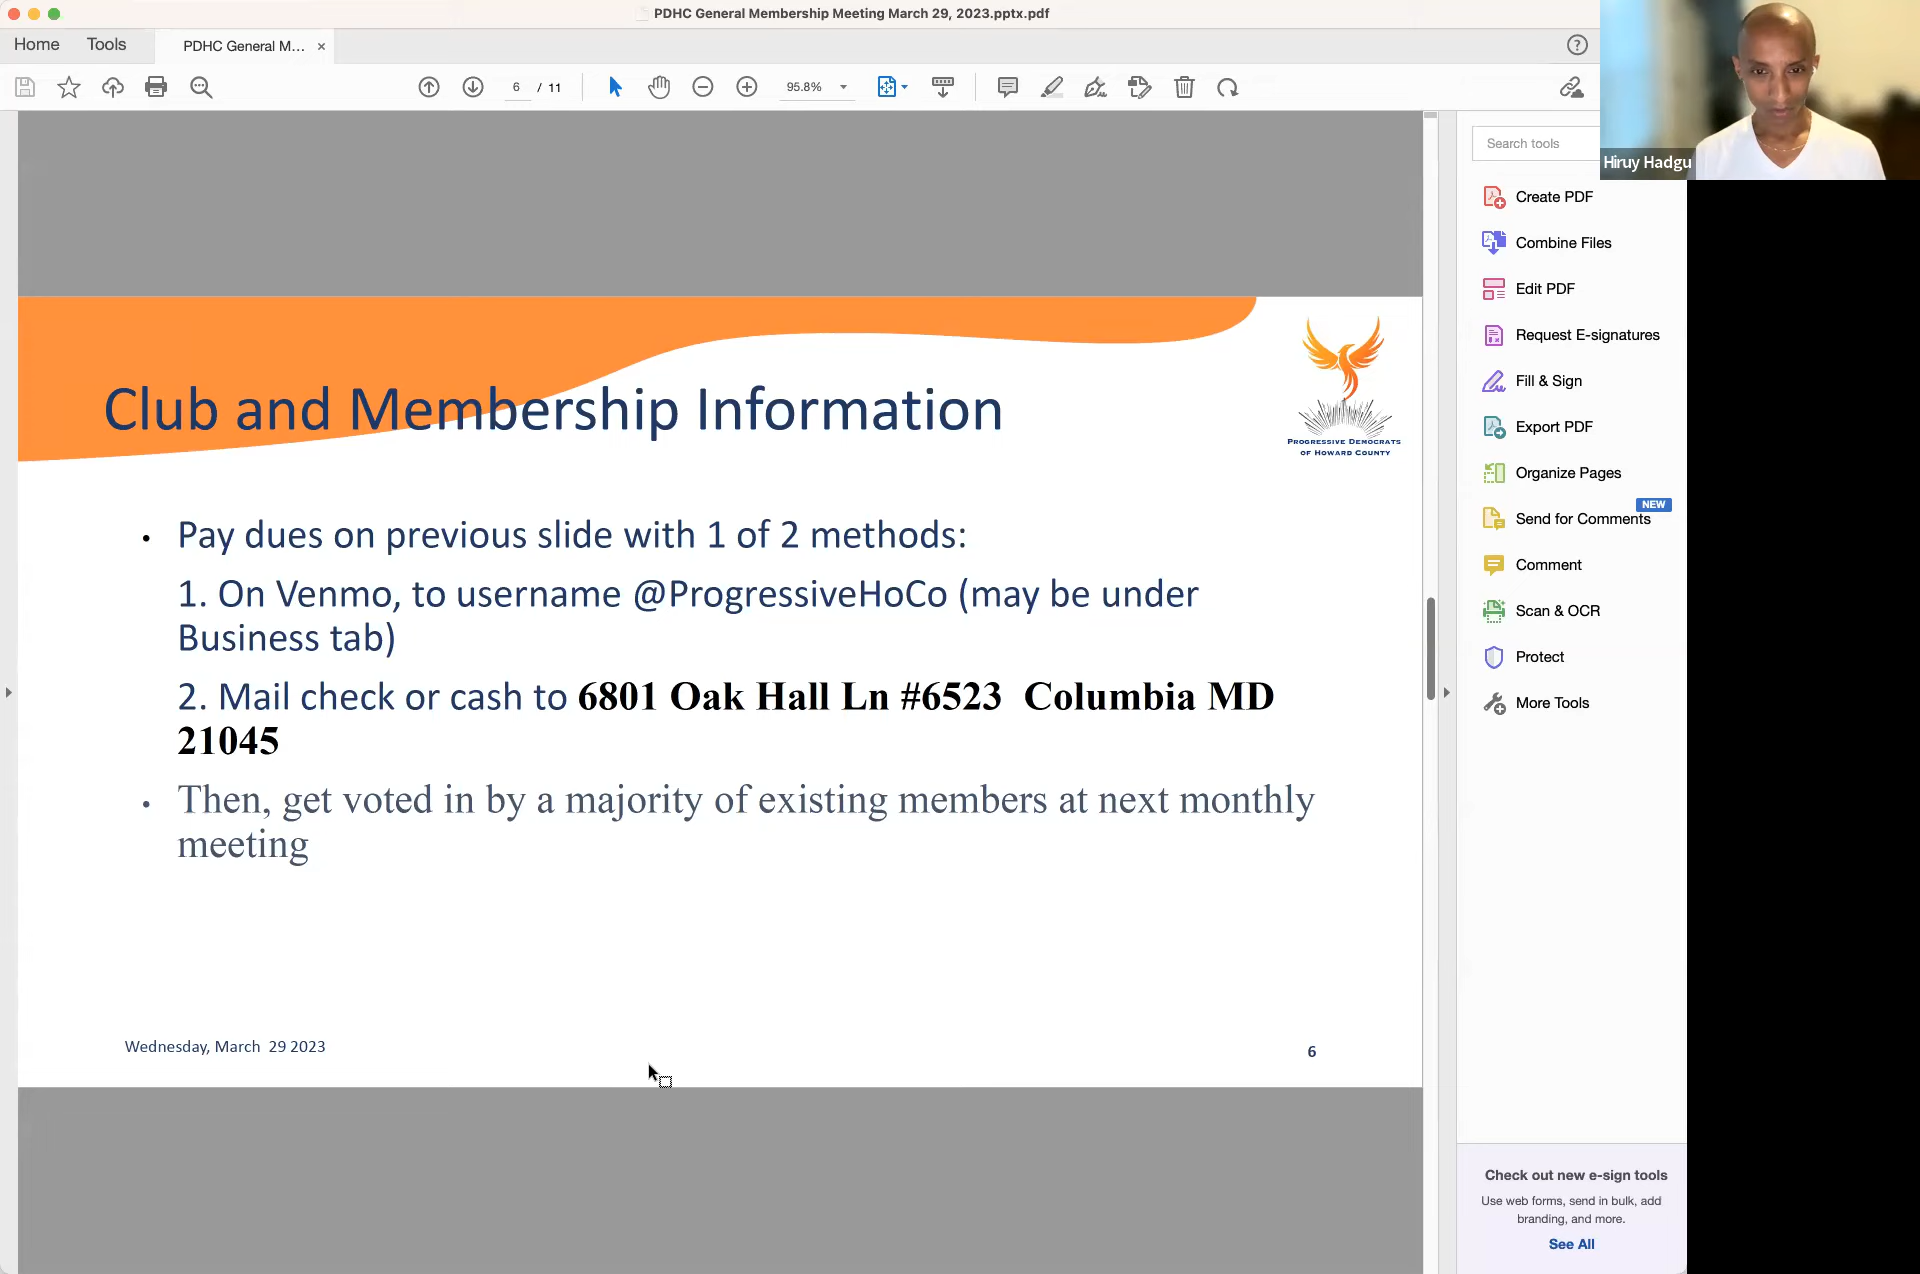 PDHC General Membership Meeting March 29, 2023.pptx.pdf
Home Tools PDHC General M... ×
6 / 11 95.8%
Search tools
Hiruy Hadgu
Create PDF
Combine Files
Edit PDF
Request E-signatures
Fill & Sign
Export PDF
Organize Pages
NEW
Send for Comments
Comment
Scan & OCR
Protect
More Tools
Check out new e-sign tools
Use web forms, send in bulk, add
branding, and more.
See All
Club and Membership Information
PROGRESSIVE DEMOCRATS
OF HOWARD COUNTY
• Pay dues on previous slide with 1 of 2 methods:
1. On Venmo, to username @ProgressiveHoCo (may be under
Business tab)
2. Mail check or cash to 6801 Oak Hall Ln #6523 Columbia MD
21045
• Then, get voted in by a majority of existing members at next monthly
meeting
Wednesday, March 29 2023
6